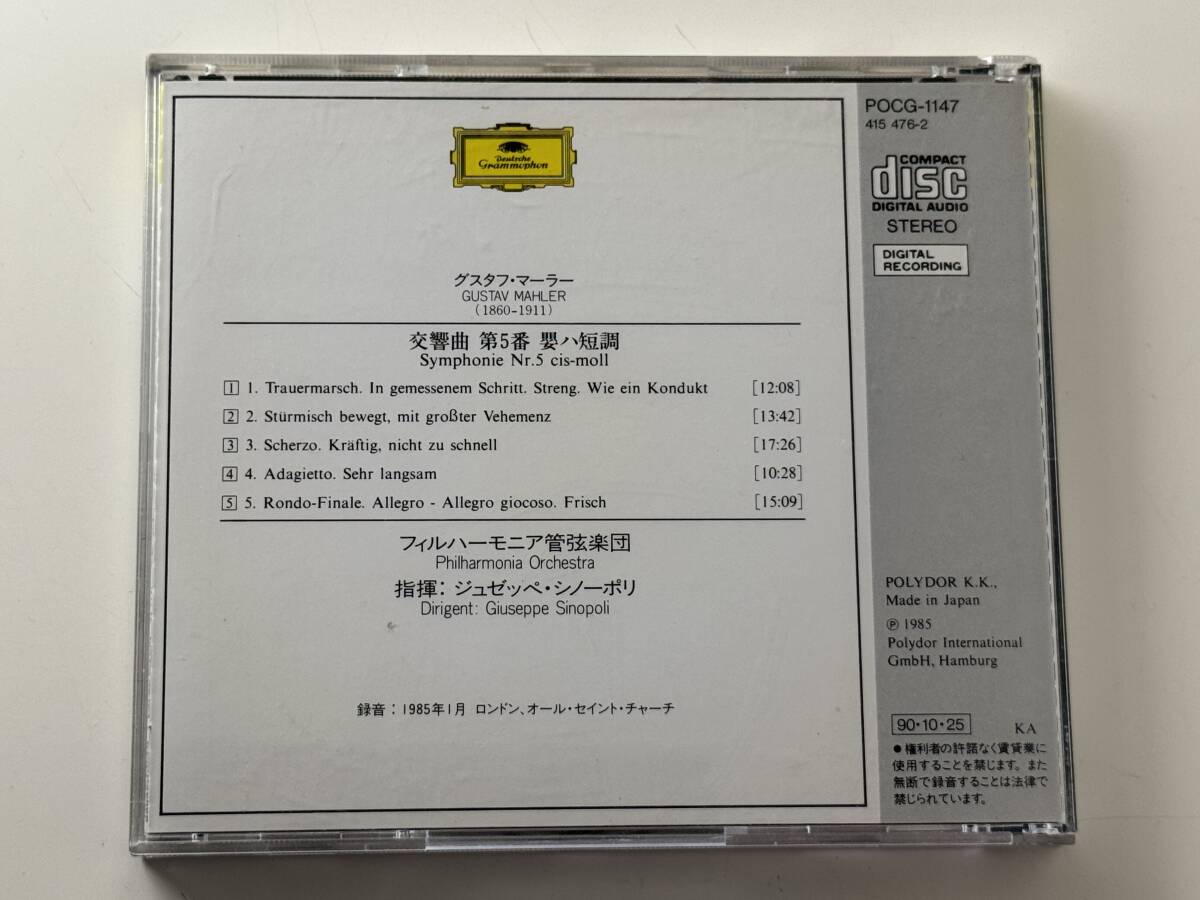 Deutsche
Grammophon
グスタフ・マーラー
GUSTAV MAHLER
(1860-1911)
交響曲 第5番 嬰ハ短調
Symphonie Nr.5 cis-moll
1 1. Trauermarsch. In gemessenem Schritt. Streng. Wie ein Kondukt [12:08]
2 2. Stürmisch bewegt, mit großter Vehemenz [13:42]
3 3. Scherzo. Kräftig, nicht zu schnell [17:26]
4 4. Adagietto. Sehr langsam [10:28]
5 5. Rondo-Finale. Allegro - Allegro giocoso. Frisch [15:09]
フィルハーモニア管弦楽団
Philharmonia Orchestra
指揮: ジュゼッペ・シノーポリ
Dirigent: Giuseppe Sinopoli
録音：1985年1月 ロンドン、オール・セイント・チャーチ
POCG-1147
415 476-2
COMPACT
disc
DIGITAL AUDIO
STEREO
DIGITAL
RECORDING
POLYDOR K.K.,
Made in Japan
℗ 1985
Polydor International
GmbH, Hamburg
90・10・25 KA
●権利者の許諾なく賃貸業に
使用することを禁じます。また
無断で録音することは法律で
禁じられています。